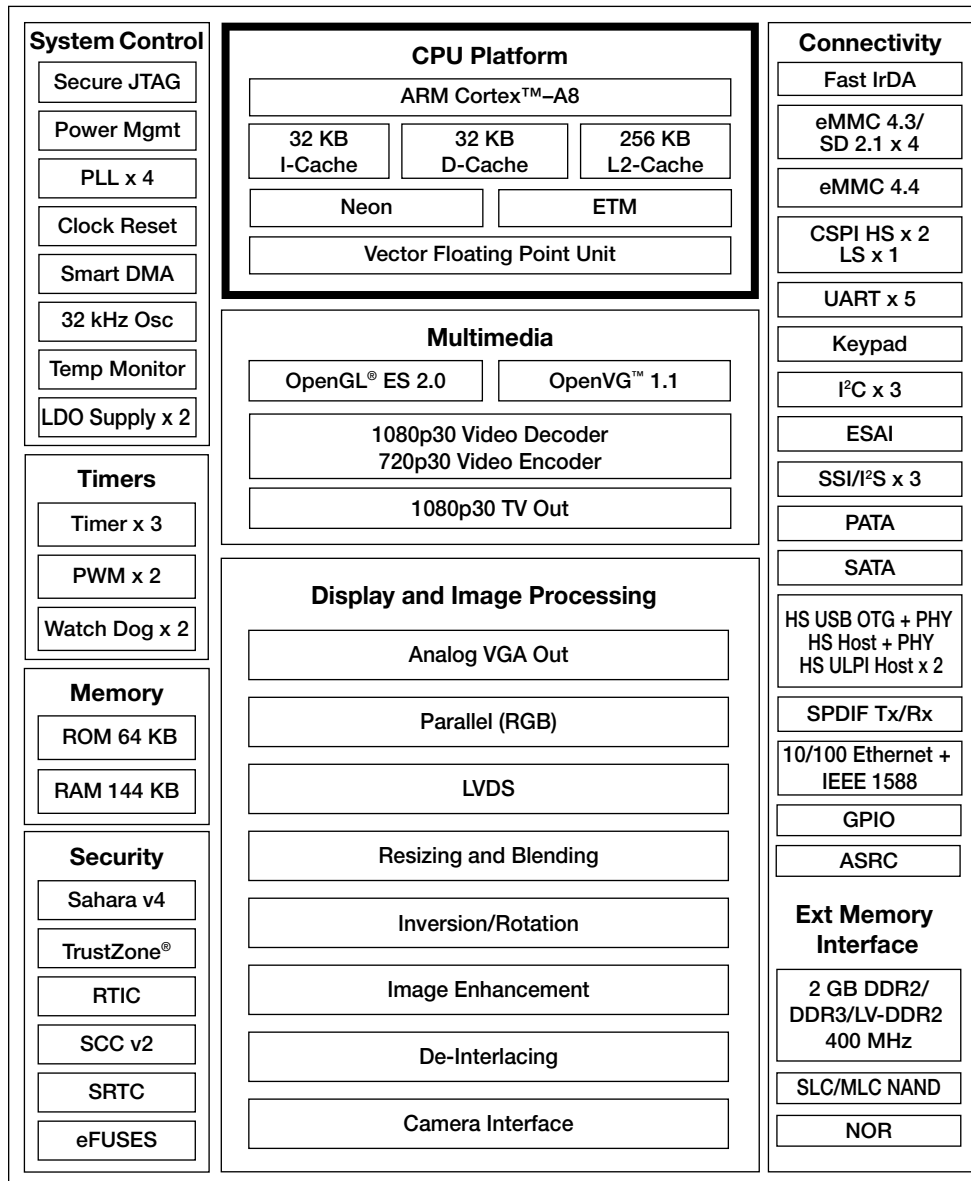 System Control
Secure JTAG
Power Mgmt
PLL x 4
Clock Reset
Smart DMA
32 kHz Osc
Temp Monitor
LDO Supply x 2
Timers
Timer x 3
PWM x 2
Watch Dog x 2
Memory
ROM 64 KB
RAM 144 KB
Security
Sahara v4
TrustZone®
RTIC
SCC v2
SRTC
eFUSES
CPU Platform
ARM Cortex™–A8
32 KB
I-Cache
32 KB
D-Cache
256 KB
L2-Cache
Neon
ETM
Vector Floating Point Unit
Multimedia
OpenGL® ES 2.0
OpenVG™ 1.1
1080p30 Video Decoder
720p30 Video Encoder
1080p30 TV Out
Display and Image Processing
Analog VGA Out
Parallel (RGB)
LVDS
Resizing and Blending
Inversion/Rotation
Image Enhancement
De-Interlacing
Camera Interface
Connectivity
Fast IrDA
eMMC 4.3/
SD 2.1 x 4
eMMC 4.4
CSPI HS x 2
LS x 1
UART x 5
Keypad
I²C x 3
ESAI
SSI/I²S x 3
PATA
SATA
HS USB OTG + PHY
HS Host + PHY
HS ULPI Host x 2
SPDIF Tx/Rx
10/100 Ethernet +
IEEE 1588
GPIO
ASRC
Ext Memory
Interface
2 GB DDR2/
DDR3/LV-DDR2
400 MHz
SLC/MLC NAND
NOR